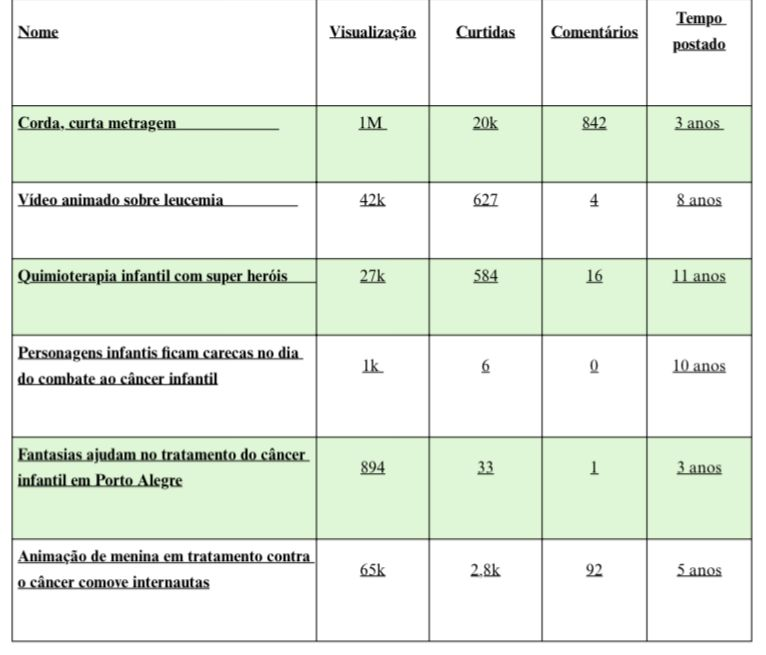 Nome Visualização Curtidas Comentários Tempo
postado
Corda, curta metragem 1M 20k 842 3 anos
Vídeo animado sobre leucemia 42k 627 4 8 anos
Quimioterapia infantil com super heróis 27k 584 16 11 anos
Personagens infantis ficam carecas no dia
do combate ao câncer infantil 1k 6 0 10 anos
Fantasias ajudam no tratamento do câncer
infantil em Porto Alegre 894 33 1 3 anos
Animação de menina em tratamento contra
o câncer comove internautas 65k 2,8k 92 5 anos